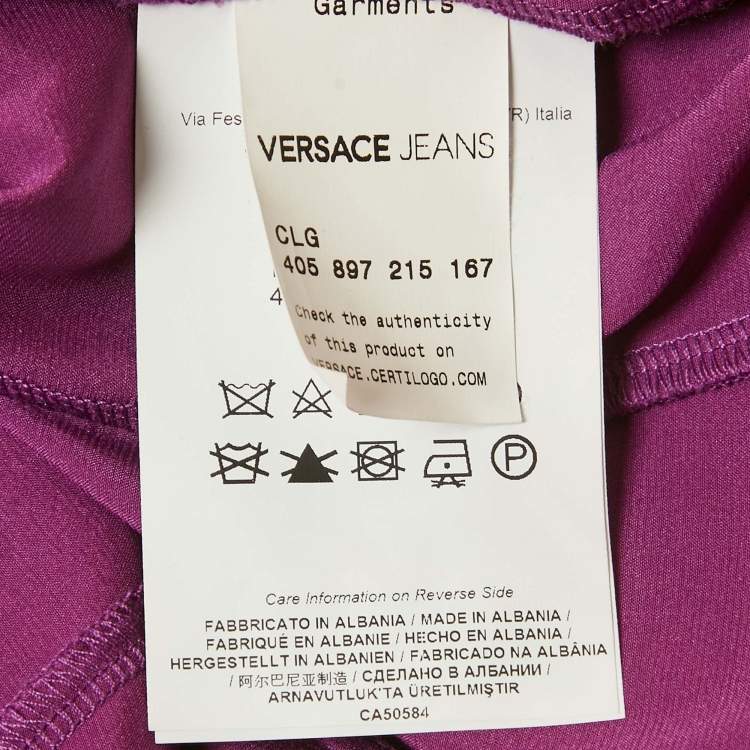 Garments
Via Italia
VERSACE JEANS
CLG
405 897 215 167
4
Check the authenticity
of this product on
VERSACE.CERTILOGO.COM
P
Care Information on Reverse Side
FABBRICATO IN ALBANIA / MADE IN ALBANIA /
FABRIQUÉ EN ALBANIE / HECHO EN ALBANIA /
HERGESTELLT IN ALBANIEN / FABRICADO NA ALBÂNIA
/ 阿尔巴尼亚制造 / СДЕЛАНО В АЛБАНИИ /
ARNAVUTLUK'TA ÜRETILMIŞTIR
CA50584